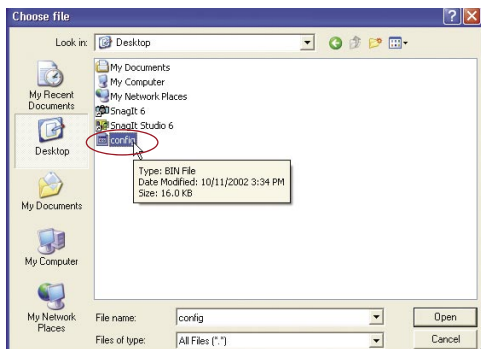 Choose file
Look in:
Desktop
My Recent
Documents
Desktop
My Documents
My Computer
My Network
Places
My Documents
My Computer
My Network Places
SnagIt 6
SnagIt Studio 6
config
Type: BIN File
Date Modified: 10/11/2002 3:34 PM
Size: 16.0 KB
File name:
config
Open
Files of type:
All Files (*.*)
Cancel